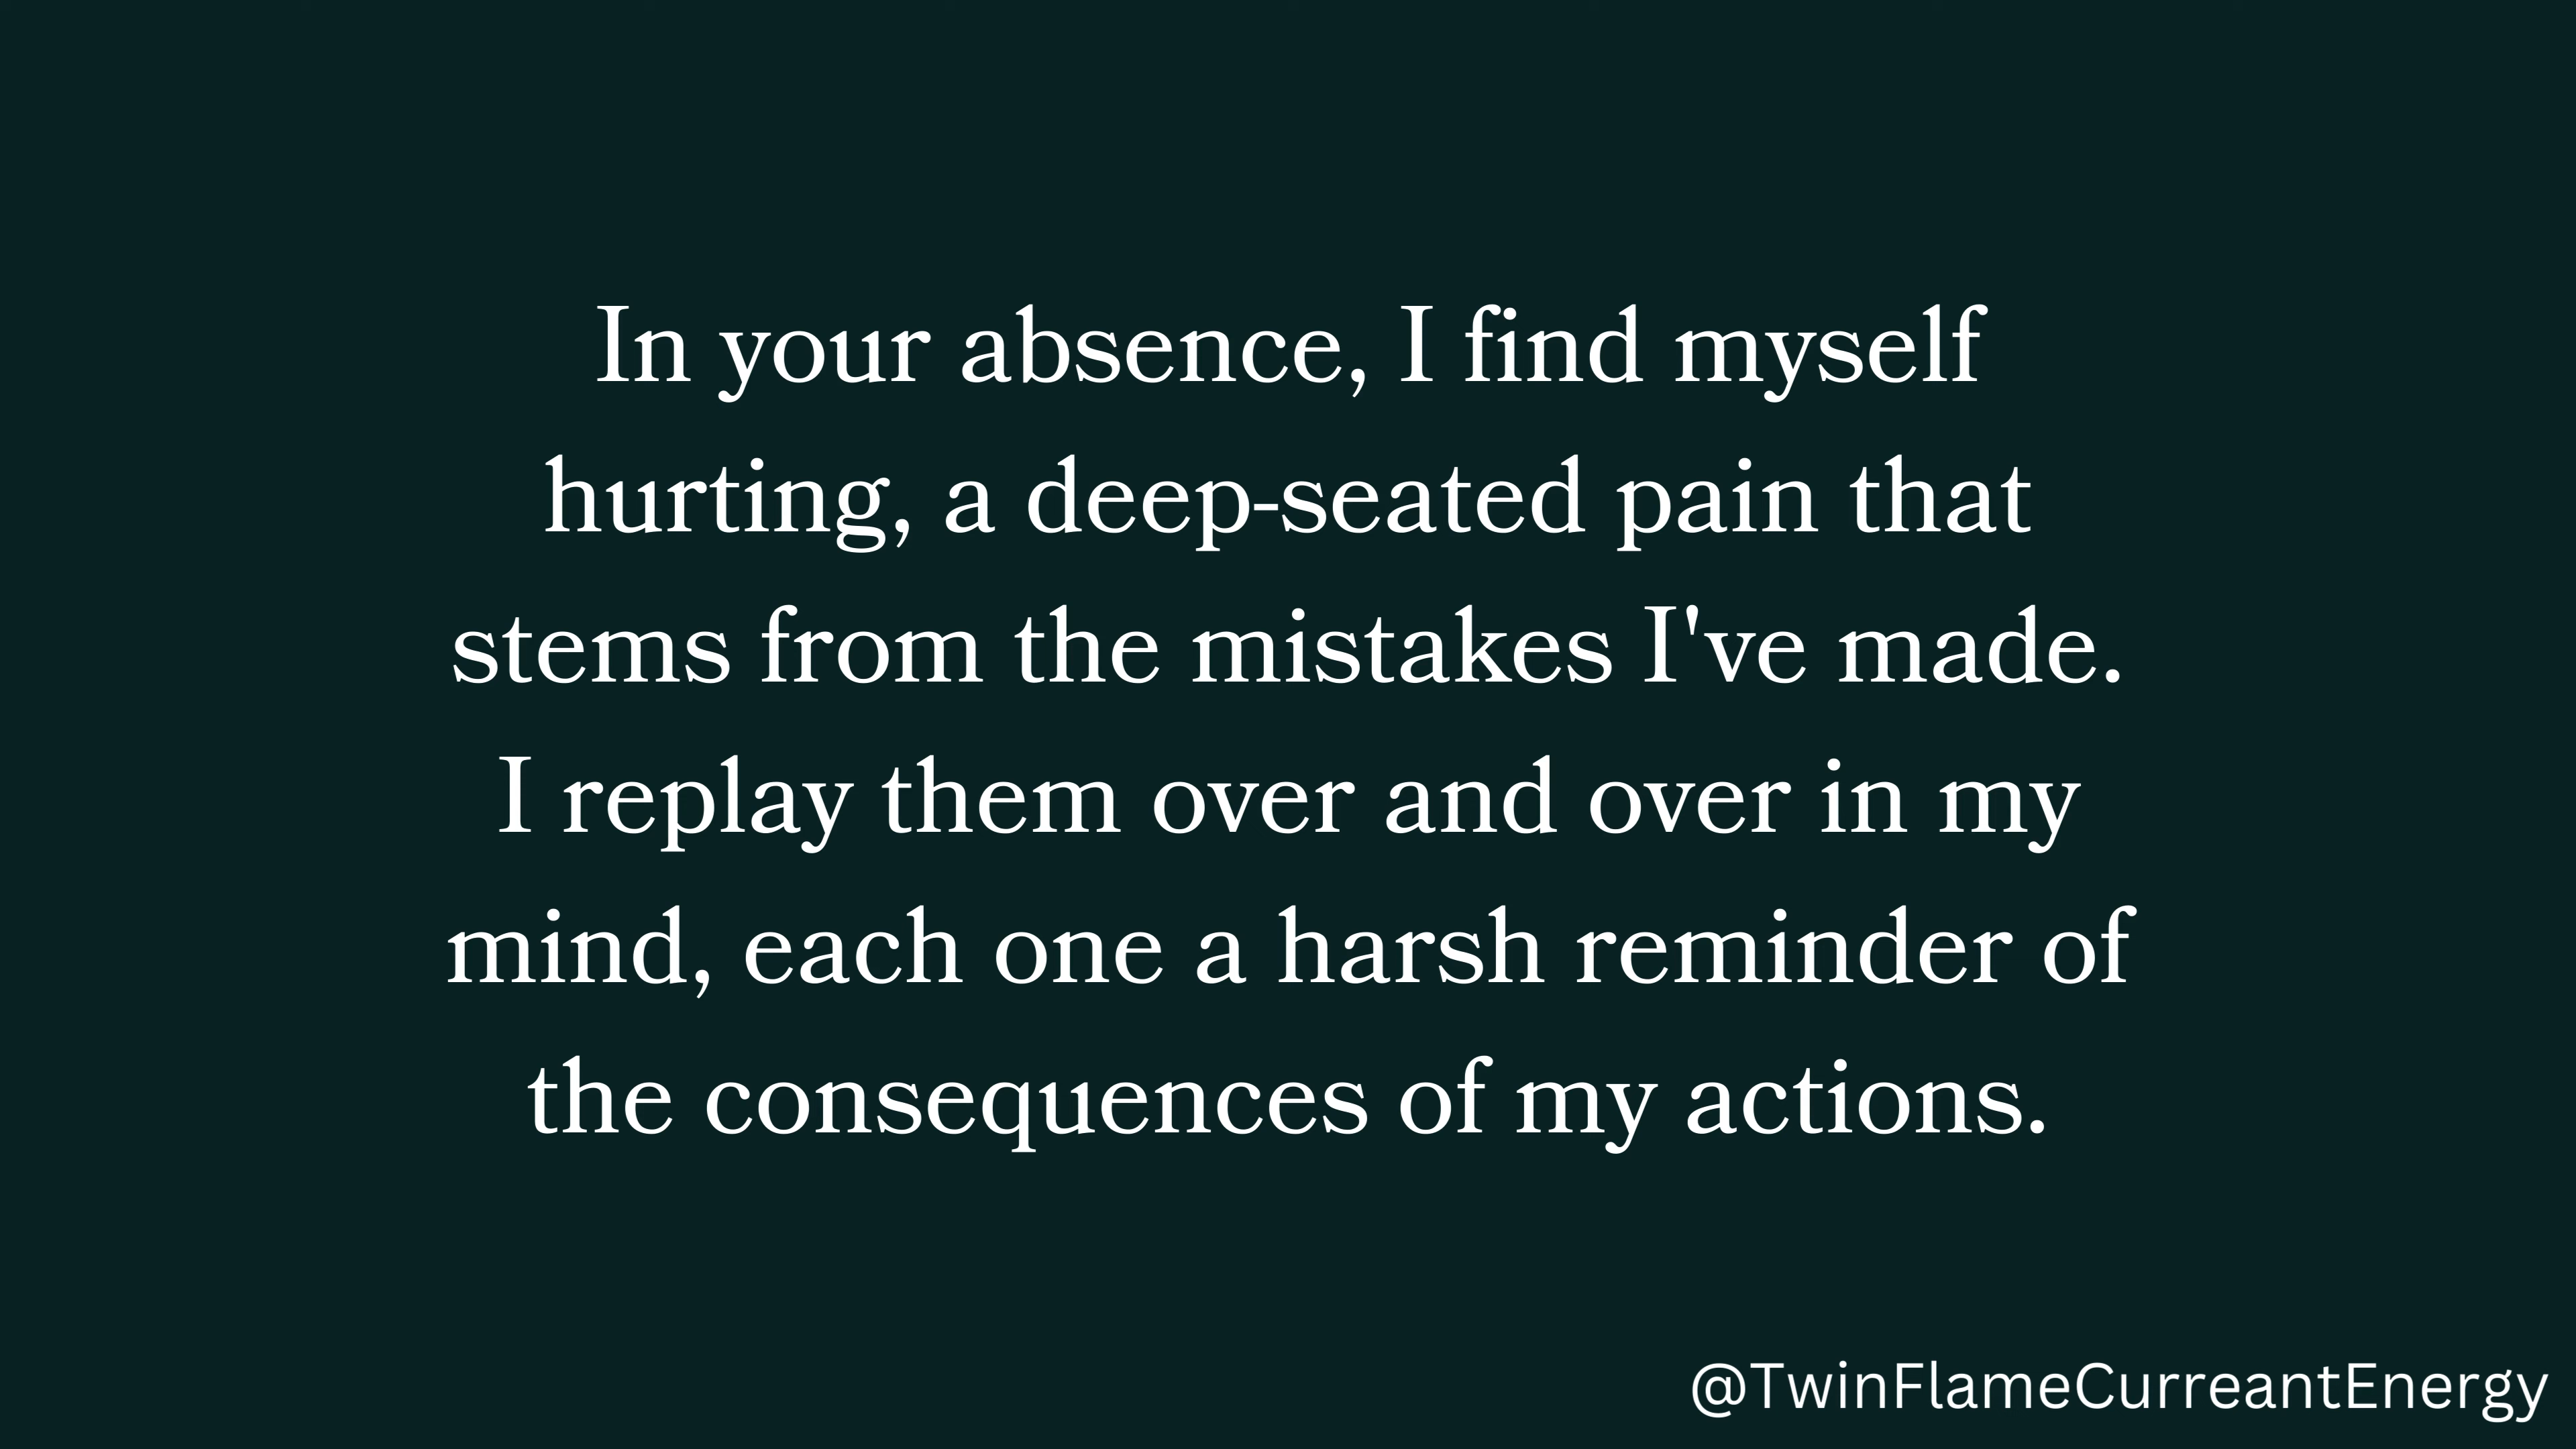 In your absence, I find myself
hurting, a deep-seated pain that
stems from the mistakes I've made.
I replay them over and over in my
mind, each one a harsh reminder of
the consequences of my actions.
@TwinFlameCurreantEnergy